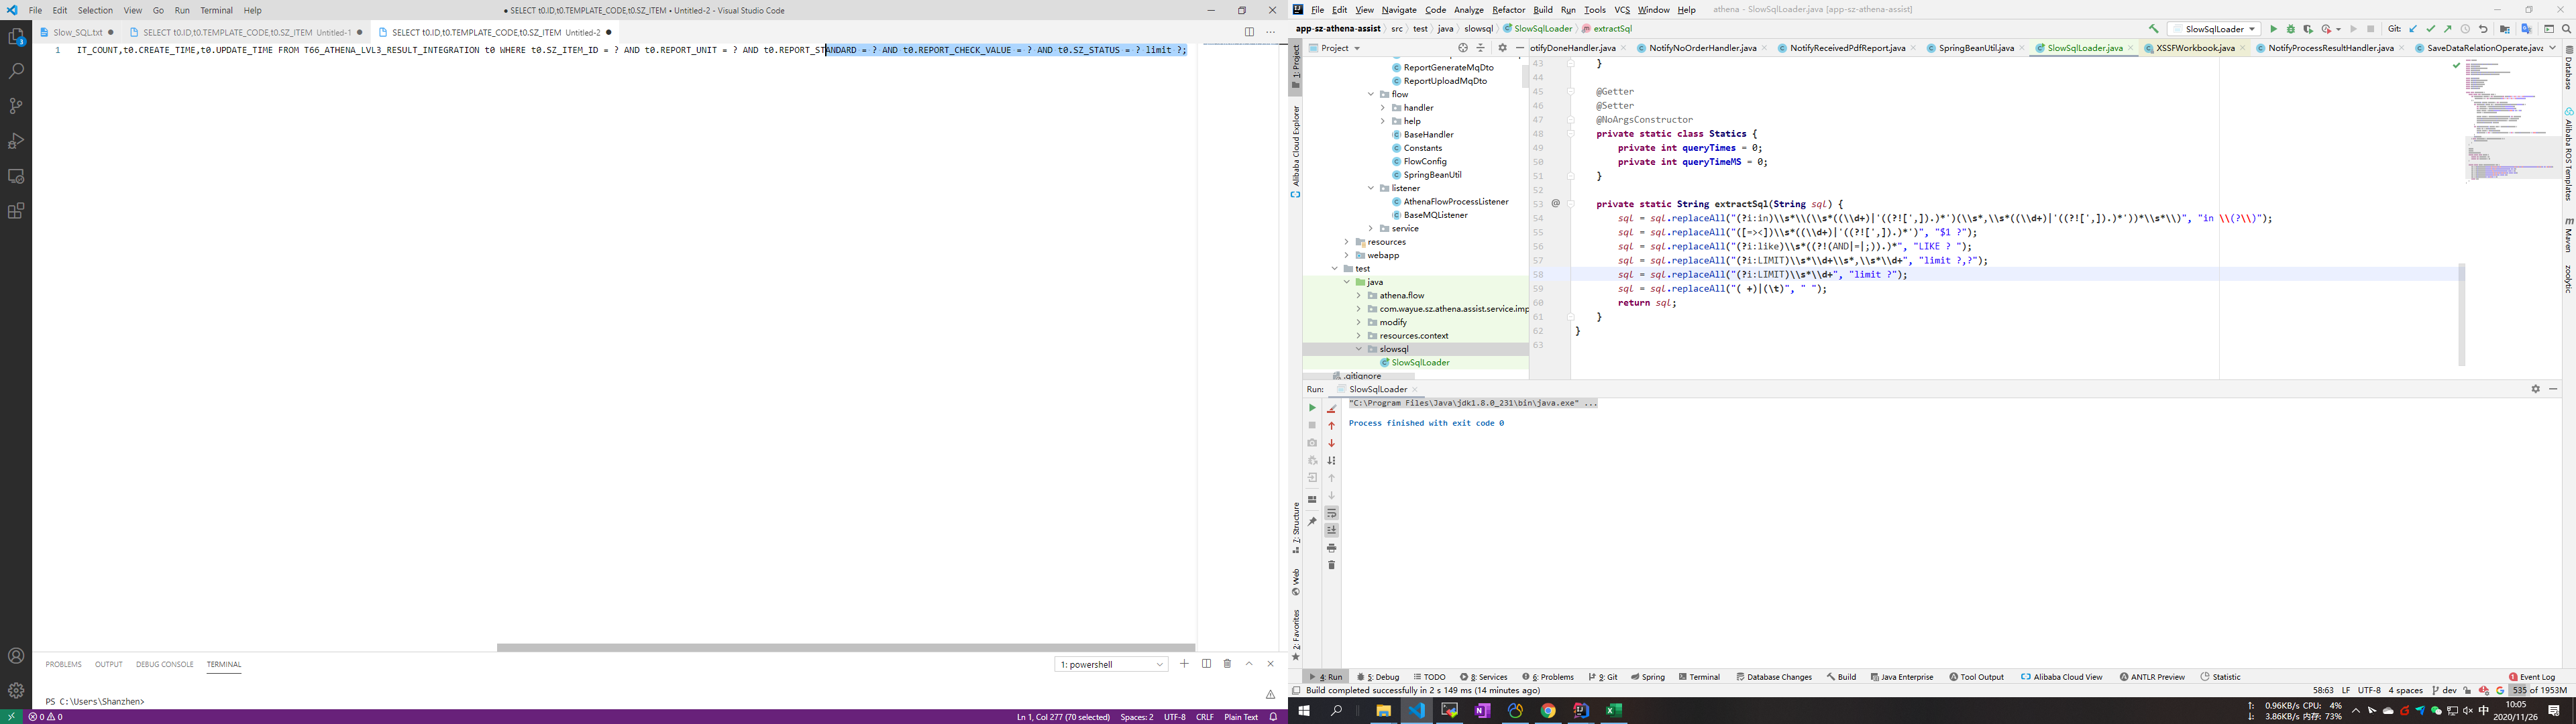 File Edit Selection View Go Run Terminal Help
● SELECT t0.ID,t0.TEMPLATE_CODE,t0.SZ_ITEM • Untitled-2 - Visual Studio Code
Slow_SQL.txt ●
SELECT t0.ID,t0.TEMPLATE_CODE,t0.SZ_ITEM Untitled-1 ●
SELECT t0.ID,t0.TEMPLATE_CODE,t0.SZ_ITEM Untitled-2 ●
1 IT_COUNT,t0.CREATE_TIME,t0.UPDATE_TIME FROM T66_ATHENA_LVL3_RESULT_INTEGRATION t0 WHERE t0.SZ_ITEM_ID = ? AND t0.REPORT_UNIT = ? AND t0.REPORT_STANDARD = ? AND t0.REPORT_CHECK_VALUE = ? AND t0.SZ_STATUS = ? limit ?;
PROBLEMS OUTPUT DEBUG CONSOLE TERMINAL
1: powershell
PS C:\Users\Shanzhen>
0 0
Ln 1, Col 277 (70 selected) Spaces: 2 UTF-8 CRLF Plain Text
File Edit View Navigate Code Analyze Refactor Build Run Tools VCS Window Help
athena - SlowSqlLoader.java [app-sz-athena-assist]
app-sz-athena-assist src test java slowsql SlowSqlLoader extractSql
SlowSqlLoader
Git:
Project
otifyDoneHandler.java NotifyNoOrderHandler.java NotifyReceivedPdfReport.java SpringBeanUtil.java SlowSqlLoader.java XSSFWorkbook.java NotifyProcessResultHandler.java SaveDataRelationOperate.java
1: Project
Alibaba Cloud Explorer
7: Structure
Web
2: Favorites
ReportGenerateMqDto
ReportUploadMqDto
flow
handler
help
BaseHandler
Constants
FlowConfig
SpringBeanUtil
listener
AthenaFlowProcessListener
BaseMQListener
service
resources
webapp
test
java
athena.flow
com.wayue.sz.athena.assist.service.imp
modify
resources.context
slowsql
SlowSqlLoader
.gitignore
43 }
44
45 @Getter
46 @Setter
47 @NoArgsConstructor
48 private static class Statics {
49 private int queryTimes = 0;
50 private int queryTimeMS = 0;
51 }
52
53 @ private static String extractSql(String sql) {
54 sql = sql.replaceAll("(?i:in)\\s*\\(\\s*((\\d+)|'((?![',]).)*')(\\s*,\\s*((\\d+)|'((?![',]).)*'))*\\s*\\)", "in \\(?\\)");
55 sql = sql.replaceAll("([=><])\\s*((\\d+)|'((?![',]).)*')", "$1 ?");
56 sql = sql.replaceAll("(?i:like)\\s*((?!(AND|=|;)).)*", "LIKE ? ");
57 sql = sql.replaceAll("(?i:LIMIT)\\s*\\d+\\s*,\\s*\\d+", "limit ?,?");
58 sql = sql.replaceAll("(?i:LIMIT)\\s*\\d+", "limit ?");
59 sql = sql.replaceAll("( +)|(\t)", " ");
60 return sql;
61 }
62 }
63
Database
Alibaba ROS Templates
Maven
zoolytic
Run: SlowSqlLoader
"C:\Program Files\Java\jdk1.8.0_231\bin\java.exe" ...
Process finished with exit code 0
4: Run 5: Debug TODO 8: Services 6: Problems 9: Git Spring Terminal Database Changes Build Java Enterprise Tool Output Alibaba Cloud View ANTLR Preview Statistic Event Log
Build completed successfully in 2 s 149 ms (14 minutes ago)
58:63 LF UTF-8 4 spaces dev 535 of 1953M
↑: 0.96KB/s CPU: 4%
↓: 3.86KB/s 内存: 73%
中
10:05
2020/11/26